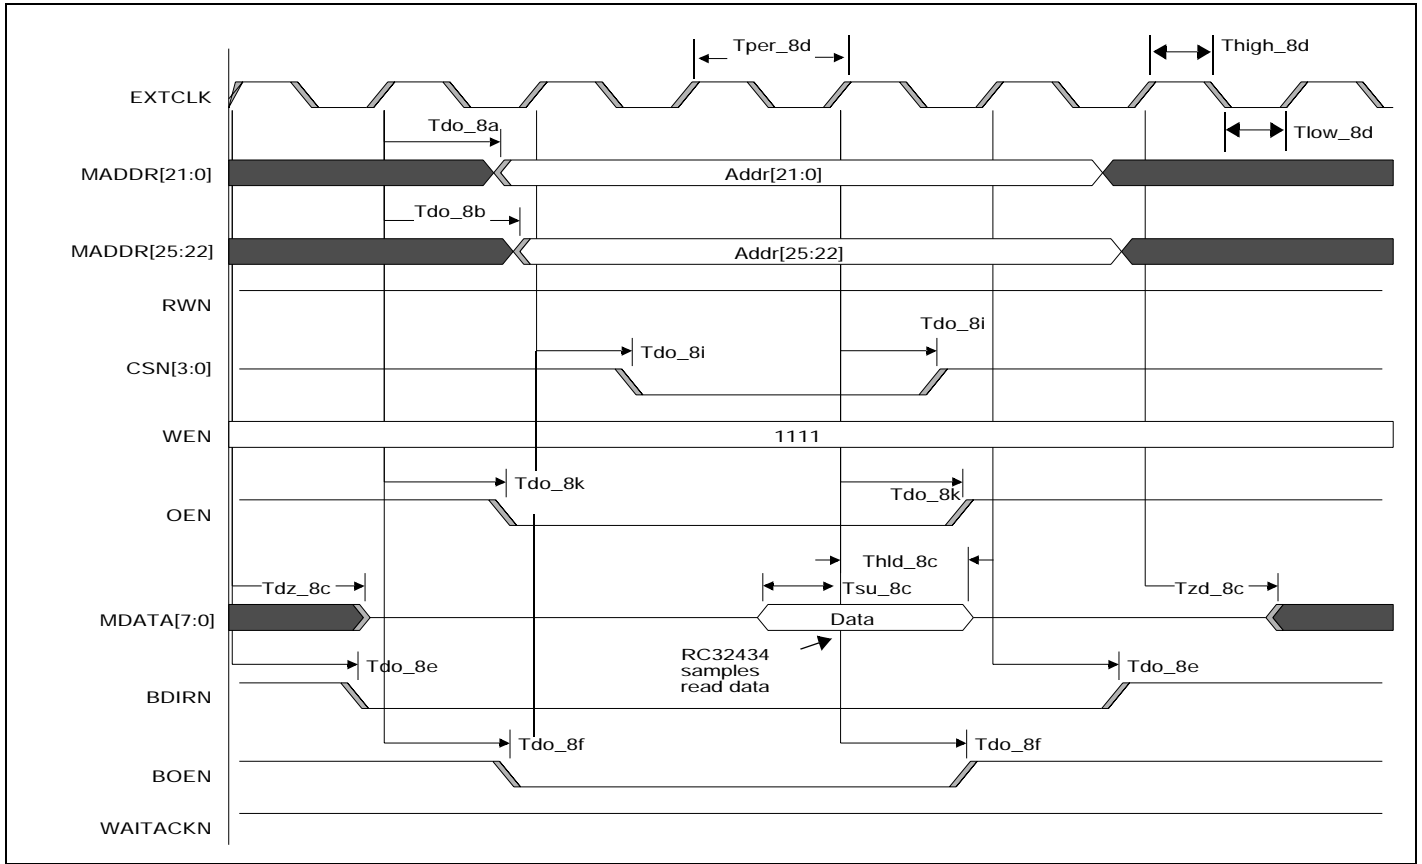 Tper_8d
Thigh_8d
EXTCLK
Tdo_8a
Tlow_8d
MADDR[21:0]
Addr[21:0]
Tdo_8b
MADDR[25:22]
Addr[25:22]
RWN
Tdo_8i
Tdo_8i
CSN[3:0]
WEN
1111
Tdo_8k
Tdo_8k
OEN
Thld_8c
Tdz_8c
Tsu_8c
Tzd_8c
MDATA[7:0]
Data
RC32434
samples
read data
Tdo_8e
Tdo_8e
BDIRN
Tdo_8f
Tdo_8f
BOEN
WAITACKN